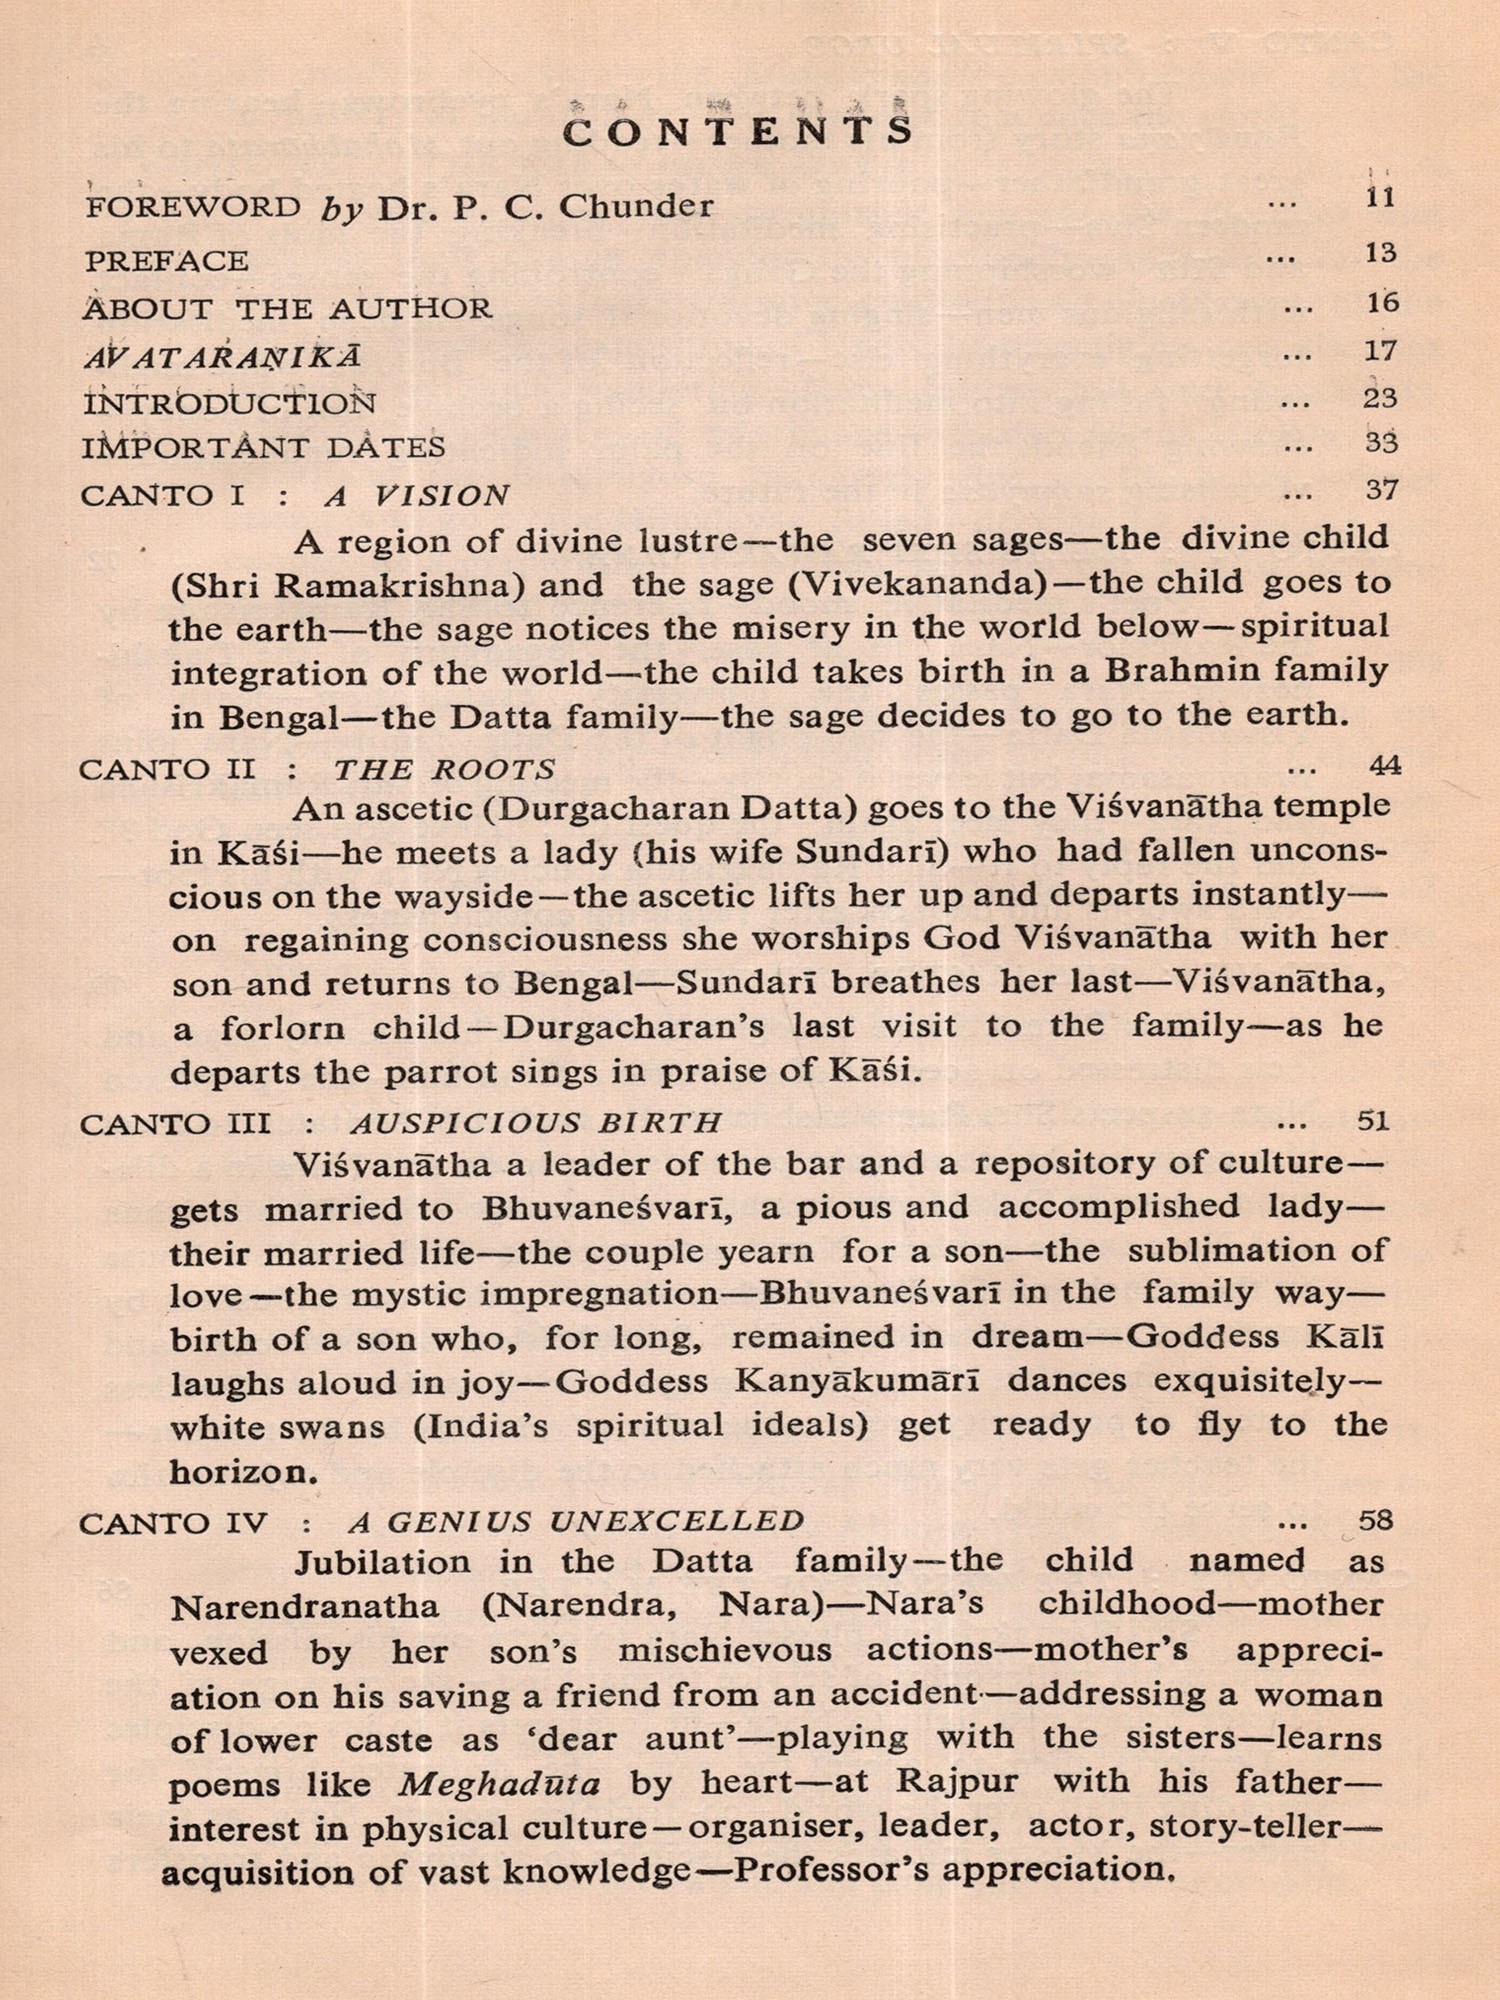 CONTENTS
FOREWORD by Dr. P. C. Chunder ... 11
PREFACE ... 13
ABOUT THE AUTHOR ... 16
AVATARAṆIKĀ ... 17
INTRODUCTION ... 23
IMPORTANT DATES ... 33
CANTO I : A VISION ... 37
A region of divine lustre—the seven sages—the divine child
(Shri Ramakrishna) and the sage (Vivekananda)—the child goes to
the earth—the sage notices the misery in the world below—spiritual
integration of the world—the child takes birth in a Brahmin family
in Bengal—the Datta family—the sage decides to go to the earth.
CANTO II : THE ROOTS ... 44
An ascetic (Durgacharan Datta) goes to the Viśvanātha temple
in Kāśi—he meets a lady (his wife Sundarī) who had fallen uncons-
cious on the wayside—the ascetic lifts her up and departs instantly—
on regaining consciousness she worships God Viśvanātha with her
son and returns to Bengal—Sundarī breathes her last—Viśvanātha,
a forlorn child—Durgacharan's last visit to the family—as he
departs the parrot sings in praise of Kāśi.
CANTO III : AUSPICIOUS BIRTH ... 51
Viśvanātha a leader of the bar and a repository of culture—
gets married to Bhuvaneśvarī, a pious and accomplished lady—
their married life—the couple yearn for a son—the sublimation of
love—the mystic impregnation—Bhuvaneśvarī in the family way—
birth of a son who, for long, remained in dream—Goddess Kālī
laughs aloud in joy—Goddess Kanyākumārī dances exquisitely—
white swans (India's spiritual ideals) get ready to fly to the
horizon.
CANTO IV : A GENIUS UNEXCELLED ... 58
Jubilation in the Datta family—the child named as
Narendranatha (Narendra, Nara)—Nara's childhood—mother
vexed by her son's mischievous actions—mother's appreci-
ation on his saving a friend from an accident—addressing a woman
of lower caste as 'dear aunt'—playing with the sisters—learns
poems like Meghadūta by heart—at Rajpur with his father—
interest in physical culture—organiser, leader, actor, story-teller—
acquisition of vast knowledge—Professor's appreciation.